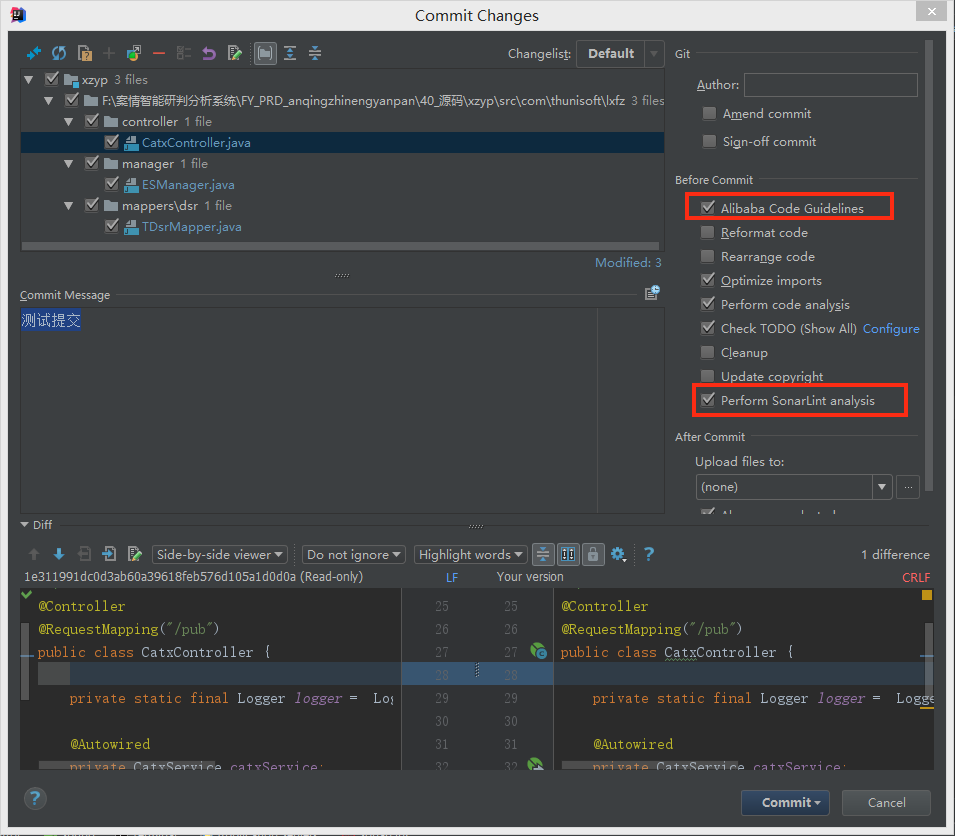 Commit Changes
Changelist: Default
Git
xzyp 3 files
F:\案情智能研判分析系统\FY_PRD_anqingzhinengyanpan\40_源码\xzyp\src\com\thunisoft\lxfz 3 files
Author:
controller 1 file
Amend commit
CatxController.java
Sign-off commit
manager 1 file
ESManager.java
Before Commit
mappers\dsr 1 file
Alibaba Code Guidelines
TDsrMapper.java
Reformat code
Rearrange code
Modified: 3
Optimize imports
Commit Message
Perform code analysis
测试提交
Check TODO (Show All) Configure
Cleanup
Update copyright
Perform SonarLint analysis
After Commit
Upload files to:
(none)
Diff
Side-by-side viewer Do not ignore Highlight words 1 difference
1e311991dc0d3ab60a39618feb576d105a1d0d0a (Read-only) LF Your version CRLF
@Controller 25 25 @Controller
@RequestMapping("/pub") 26 26 @RequestMapping("/pub")
public class CatxController { 27 27 public class CatxController {
28 28
private static final Logger logger = Log 29 29 private static final Logger logger = Logge
30 30
@Autowired 31 31 @Autowired
private CatxService catxService; 32 32 private CatxService catxService;
? Commit Cancel